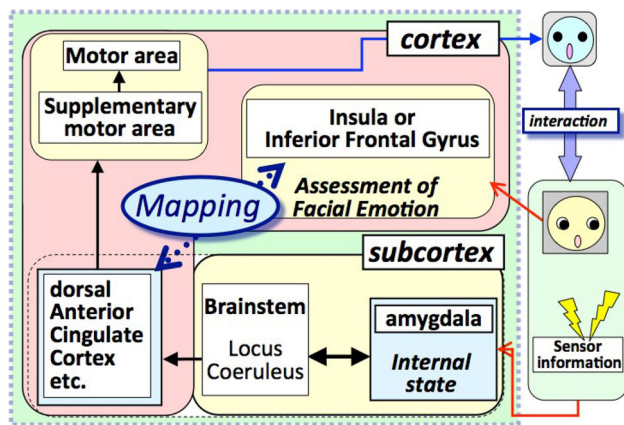 cortex
Motor area
Supplementary
motor area
Insula or
Inferior Frontal Gyrus
Assessment of
Facial Emotion
Mapping
interaction
subcortex
dorsal
Anterior
Cingulate
Cortex
etc.
Brainstem
Locus
Coeruleus
amygdala
Internal
state
Sensor
information